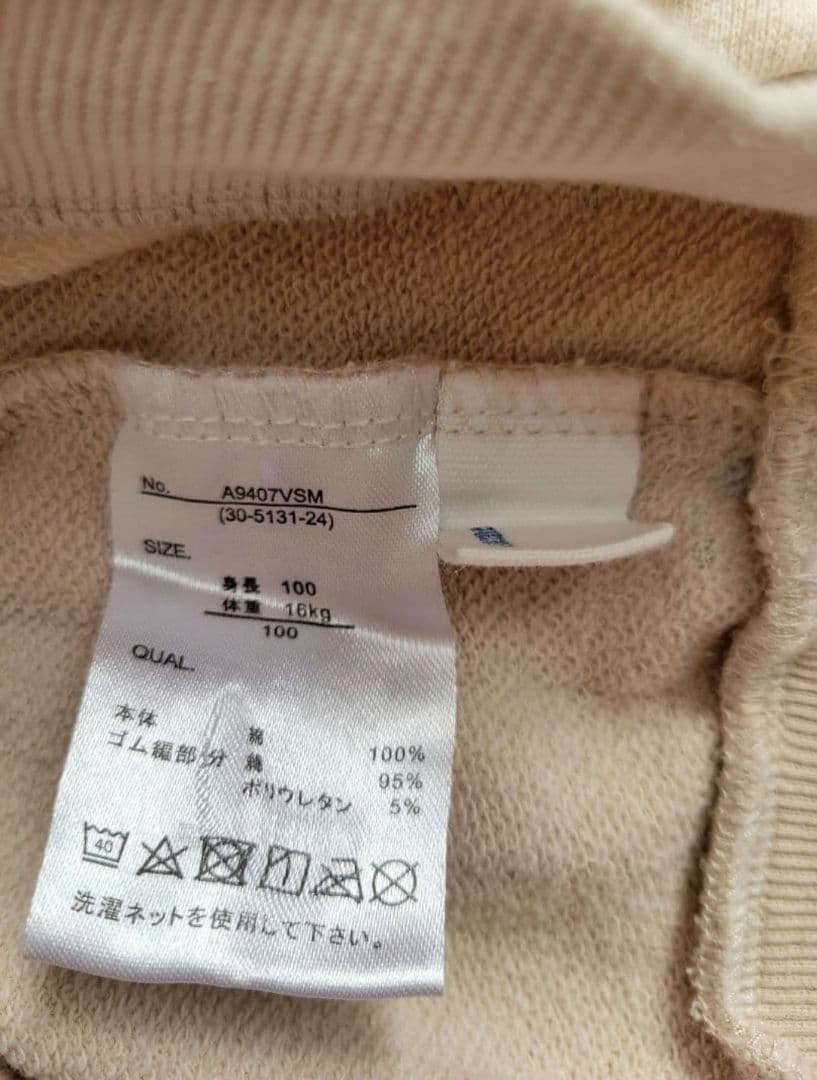 No. A9407VSM
(30-5131-24)
SIZE.
身長 100
体重 16kg
100
QUAL.
本体 綿 100%
ゴム編部分 綿 95%
ポリウレタン 5%
40
洗濯ネットを使用して下さい。